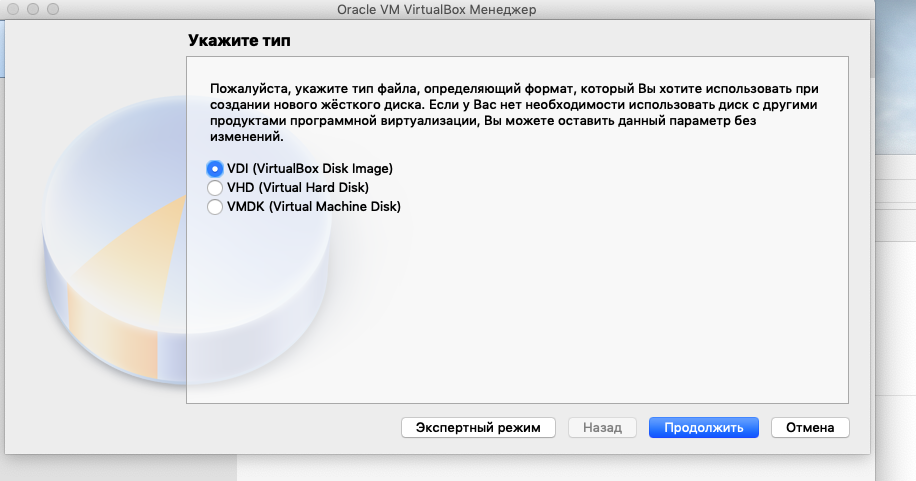 Oracle VM VirtualBox Менеджер
Укажите тип
Пожалуйста, укажите тип файла, определяющий формат, который Вы хотите использовать при
создании нового жёсткого диска. Если у Вас нет необходимости использовать диск с другими
продуктами программной виртуализации, Вы можете оставить данный параметр без
изменений.
VDI (VirtualBox Disk Image)
VHD (Virtual Hard Disk)
VMDK (Virtual Machine Disk)
Экспертный режим Назад Продолжить Отмена